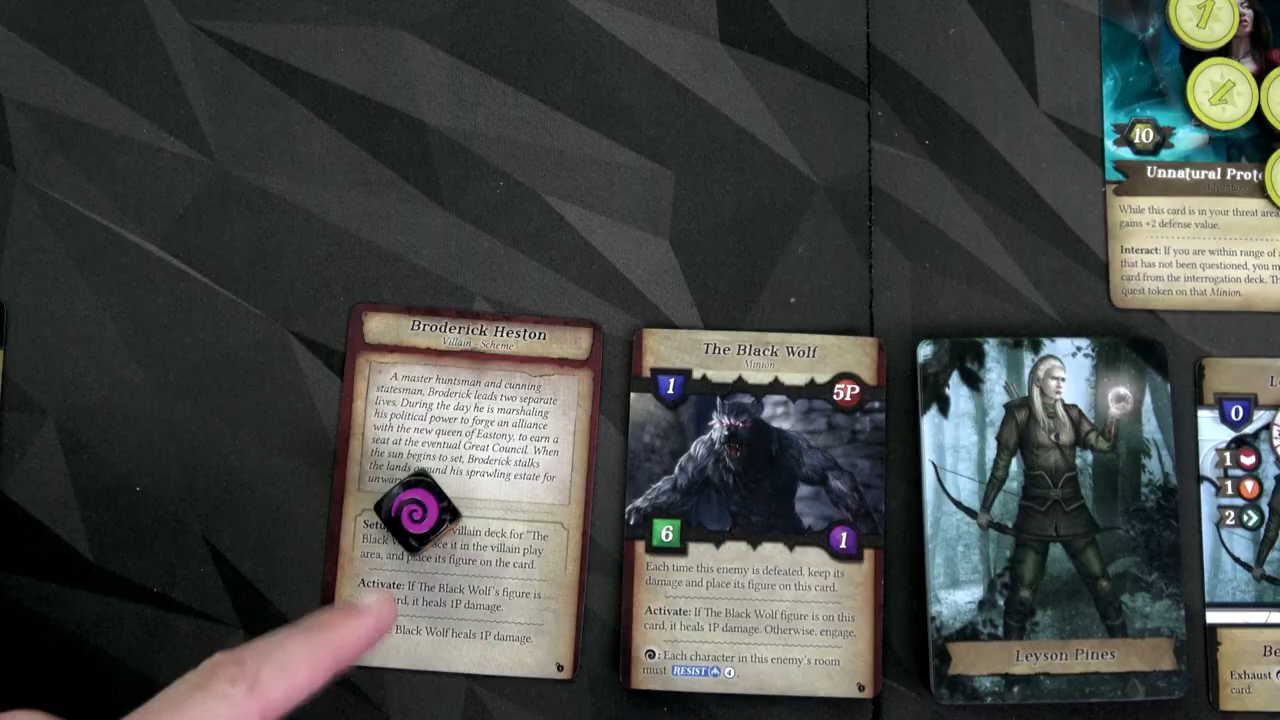 1
4
10
Unnatural
While this card is in your threat area
gains +2 defense value.
Interact: If you are within range of
that has not been questioned, you m
card from the interrogation deck. Th
quest token on that Minion.
Broderick Heston
Villain - Scheme
A master huntsman and cunning
statesman, Broderick leads two separate
lives. During the day he is marshaling
his political power to forge an alliance
with the new queen of Eastony, to earn a
seat at the eventual Great Council. When
the sun begins to set, Broderick stalks
the lands around his sprawling estate for
villain deck for "The
Black it in the villain play
area, and place its figure on the card.
Activate: If The Black Wolf's figure is
it heals 1P damage.
Black Wolf heals 1P damage.
The Black Wolf
Minion
1
5P
6
1
Each time this enemy is defeated, keep its
damage and place its figure on this card.
Activate: If The Black Wolf figure is on this
card, it heals 1P damage. Otherwise, engage.
: Each character in this enemy's room
must RESIST 4.
Leyson Pines
L
0
1
1
2
Be
Exhaust
card.